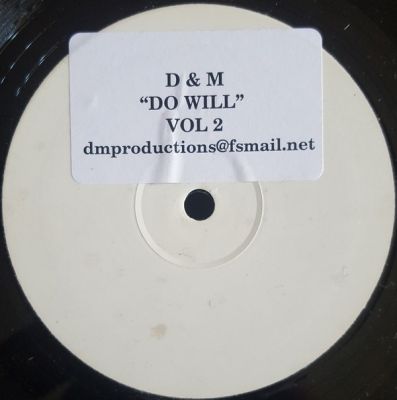 D & M
“DO WILL”
VOL 2
dmproductions@fsmail.net